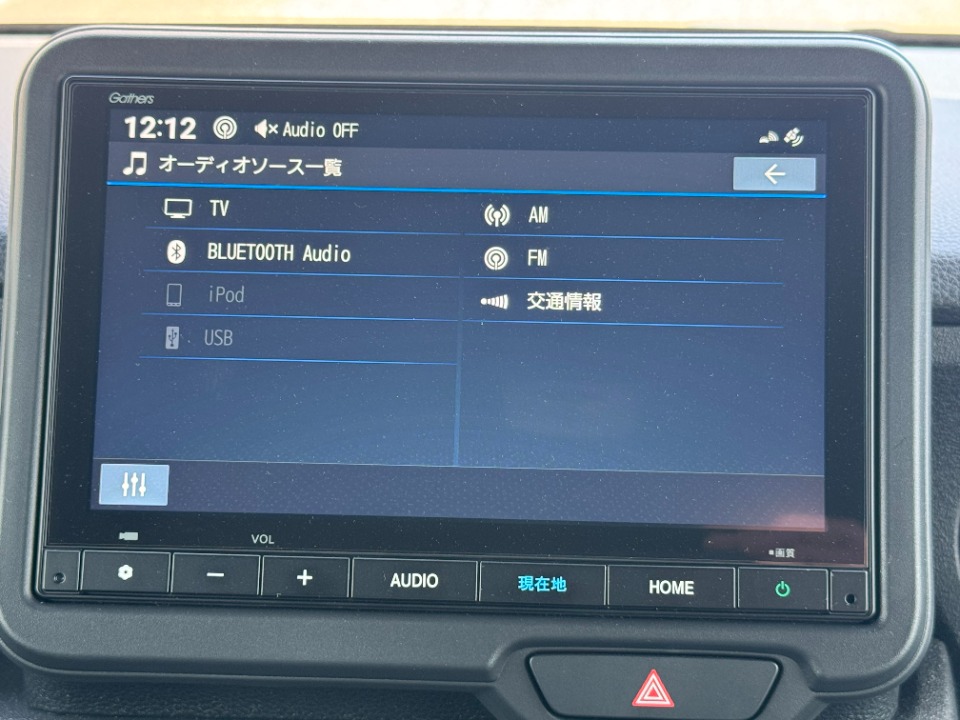 Gathers
12:12 Audio OFF
オーディオソース一覧
TV
BLUETOOTH Audio
iPod
USB
AM
FM
交通情報
VOL
画質
− + AUDIO 現在地 HOME